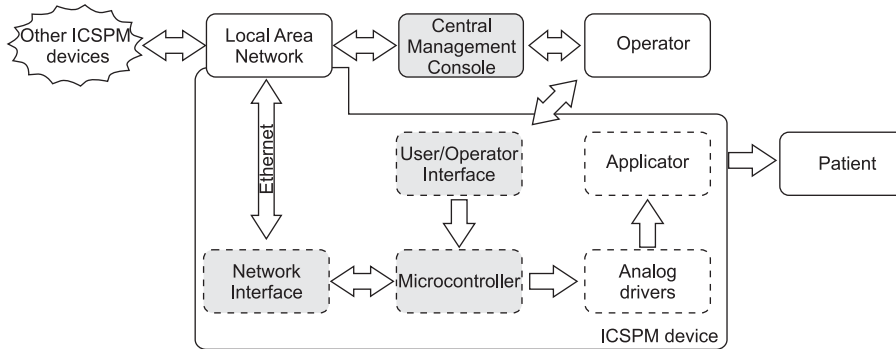 Other ICSPM
devices
Local Area
Network
Central
Management
Console
Operator
Ethernet
User/Operator
Interface
Applicator
Patient
Network
Interface
Microcontroller
Analog
drivers
ICSPM device